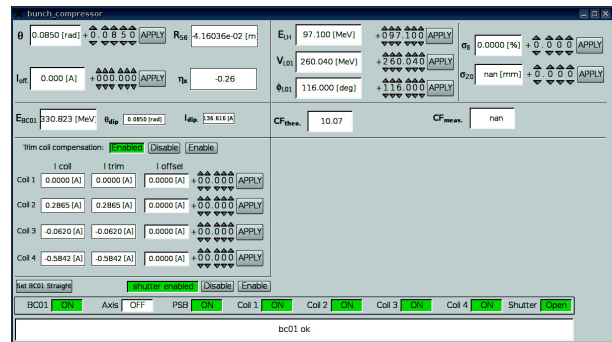 bunch_compressor
θ 0.0850 [rad] +0.0850 APPLY R56 -4.16036e-02 [m
Ioff. 0.000 [A] +000.000 APPLY ηx -0.26
ELH 97.100 [MeV] +097.100 APPLY
VL01 260.040 [MeV] +260.040 APPLY
ϕL01 116.000 [deg] +116.000 APPLY
σδ 0.0000 [%] +0.000 APPLY
σZ0 nan [mm] +0.000 APPLY
EBC01 330.823 [MeV] θdip 0.0850 [rad] Idip. 136.616 [A]
CFtheo. 10.07 CFmeas. nan
Trim coil compensation: Enabled Disable Enable
I coil I trim I offset
Coil 1 0.0000 [A] 0.0000 [A] 0.0000 [A] +00.000 APPLY
Coil 2 0.2865 [A] 0.2865 [A] 0.0000 [A] +00.000 APPLY
Coil 3 -0.0620 [A] -0.0620 [A] 0.0000 [A] +00.000 APPLY
Coil 4 -0.5842 [A] -0.5842 [A] 0.0000 [A] +00.000 APPLY
Set BC01 Straight shutter enabled Disable Enable
BC01 ON Axis OFF PSB ON Coil 1 ON Coil 2 ON Coil 3 ON Coil 4 ON Shutter Open
bc01 ok